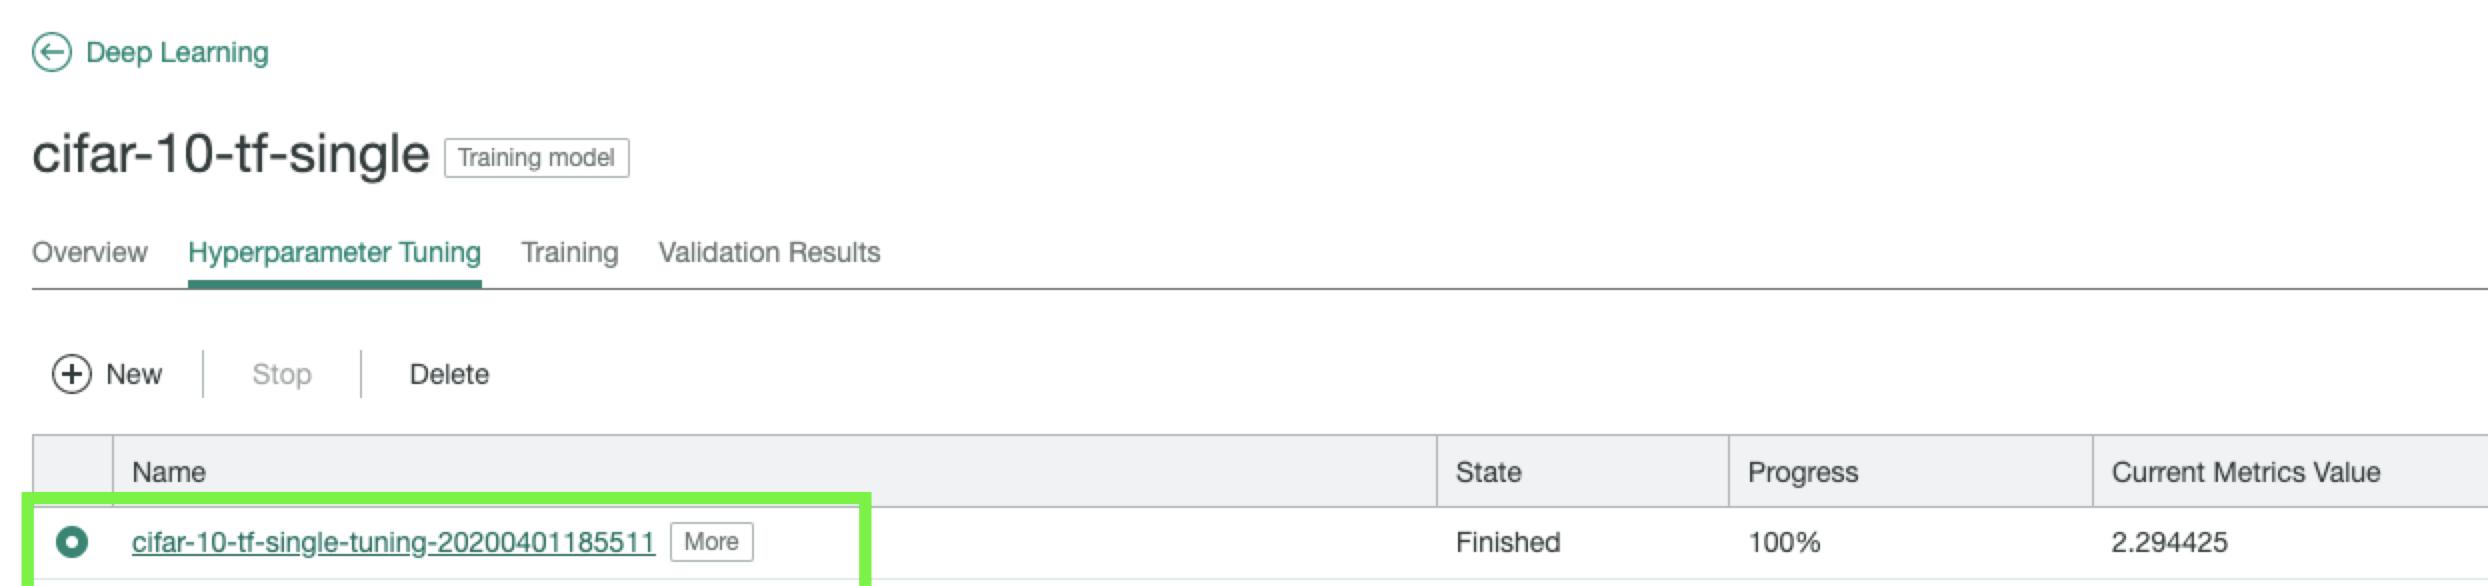 Deep Learning
cifar-10-tf-single Training model
Overview Hyperparameter Tuning Training Validation Results
New Stop Delete
Name State Progress Current Metrics Value
cifar-10-tf-single-tuning-20200401185511 More Finished 100% 2.294425